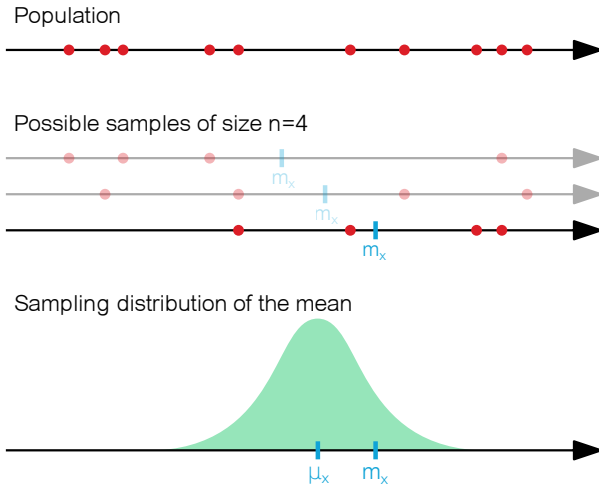 Population
Possible samples of size n=4
mₓ
mₓ
mₓ
Sampling distribution of the mean
μₓ mₓ